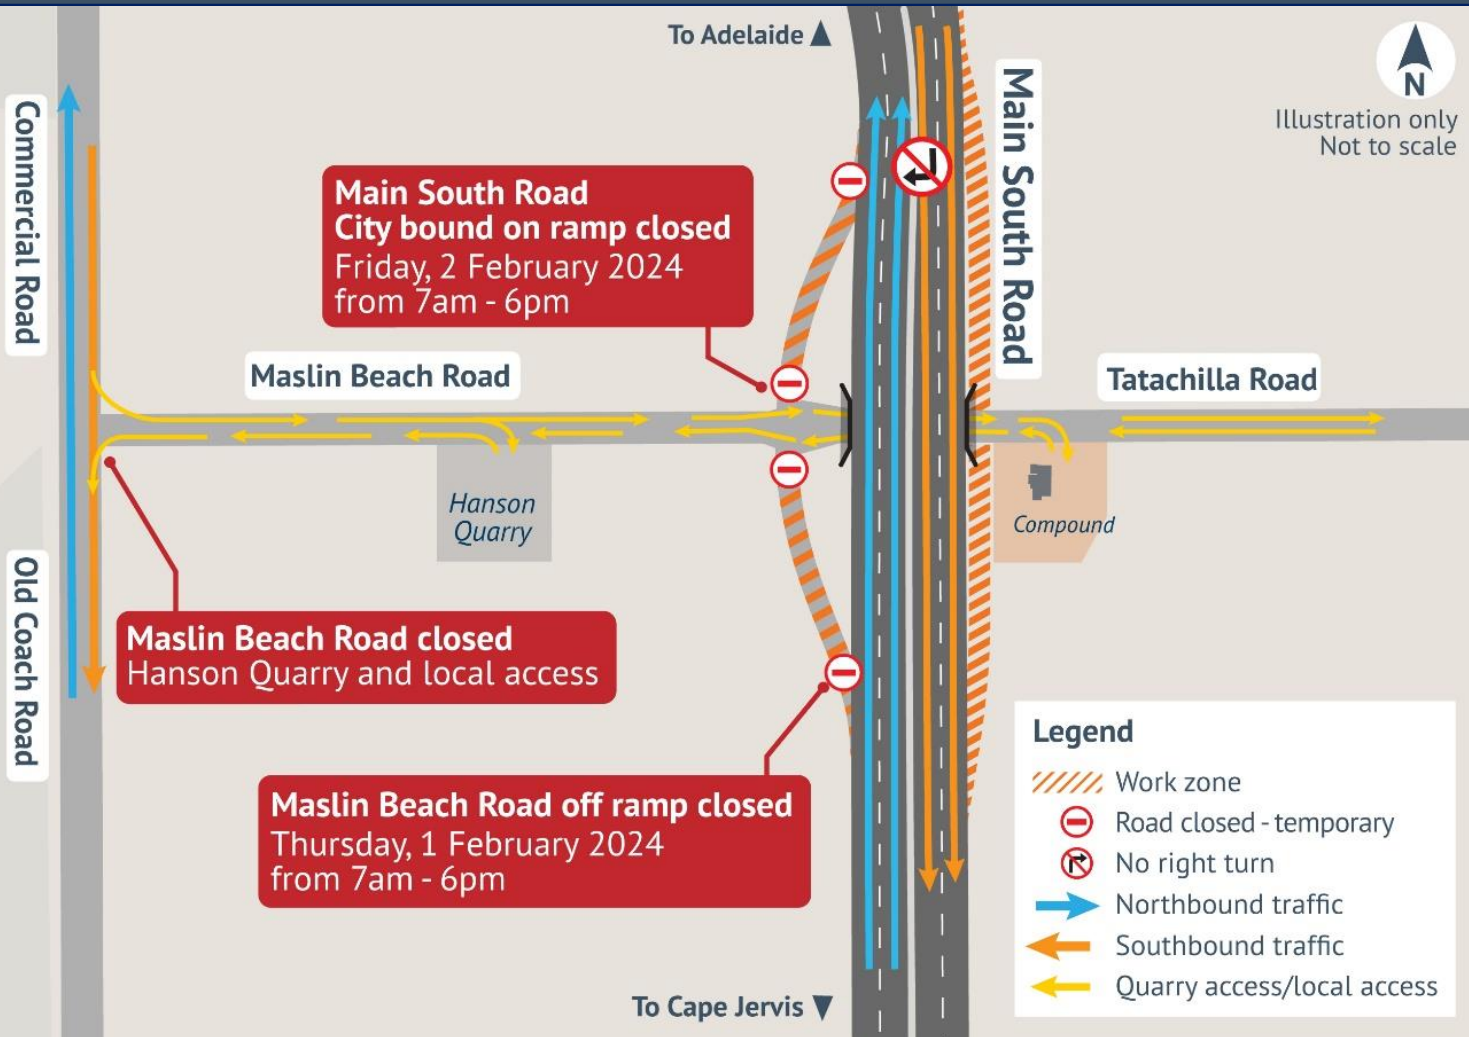 To Adelaide
N
Illustration only
Not to scale
Commercial Road
Main South Road
Main South Road
City bound on ramp closed
Friday, 2 February 2024
from 7am - 6pm
Maslin Beach Road
Tatachilla Road
Hanson
Quarry
Compound
Old Coach Road
Maslin Beach Road closed
Hanson Quarry and local access
Maslin Beach Road off ramp closed
Thursday, 1 February 2024
from 7am - 6pm
To Cape Jervis
Legend
Work zone
Road closed - temporary
No right turn
Northbound traffic
Southbound traffic
Quarry access/local access